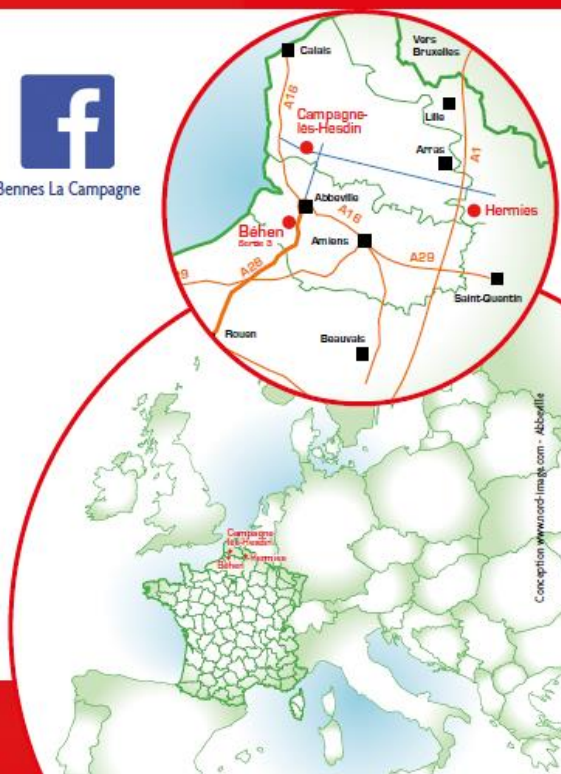 Vers
Bruxelles
Calais
A16
Lille
Campagne-
lès-Hesdin
Arras
A1
Bennes La Campagne
Abbeville
A16
Hermies
Béhen
Sortie 3
Amiens
A29
A28
Saint-Quentin
Rouen
Beauvais
Conception www.nord-image.com - Abbeville
Campagne
lès-Hesdin
Hermies
Béhen